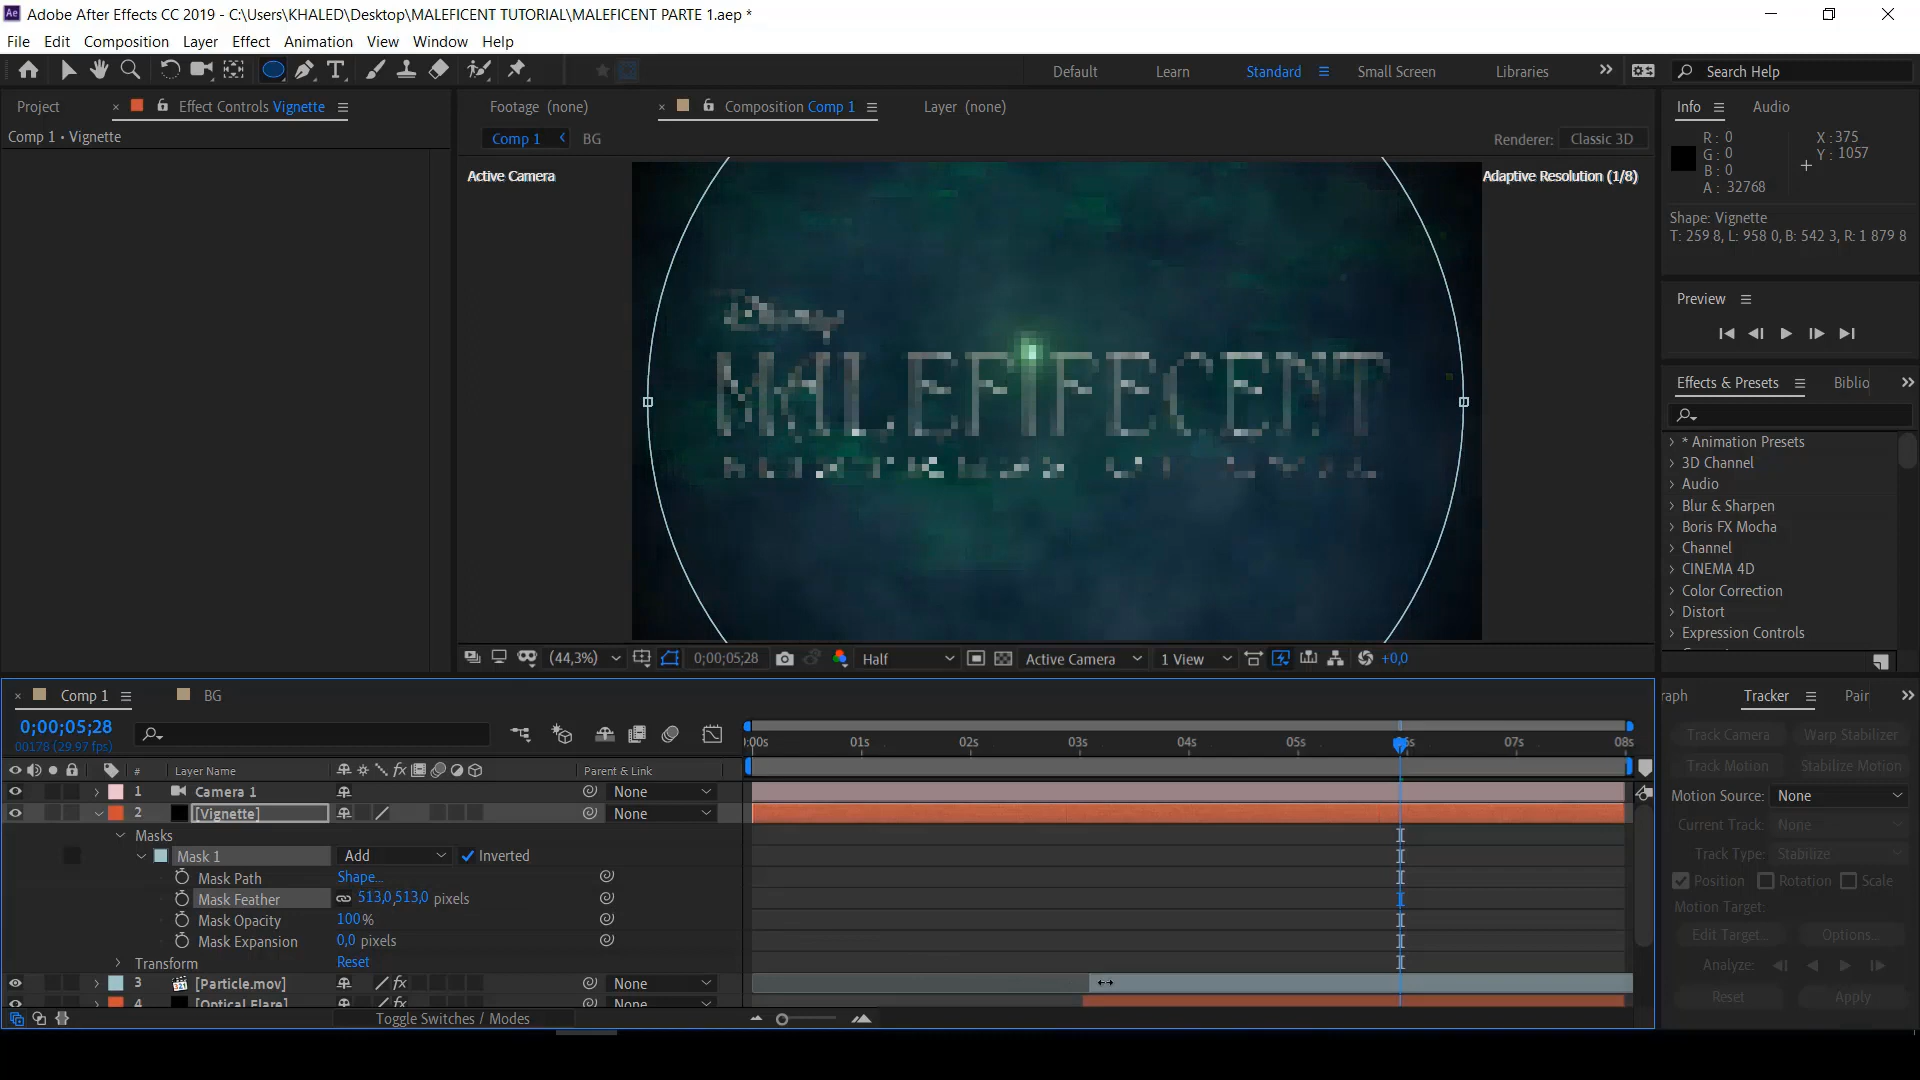 Adobe After Effects CC 2019 - C:\Users\KHALED\Desktop\MALEFICENT TUTORIAL\MALEFICENT PARTE 1.aep *
File Edit Composition Layer Effect Animation View Window Help
Default Learn Standard Small Screen Libraries Search Help
Project Effect Controls Vignette Footage (none) Composition Comp 1 Layer (none) Info Audio
Comp 1 • Vignette
Comp 1 BG Renderer: Classic 3D
R: 0 X: 375
G: 0 Y: 1057
B: 0
A: 32768
Active Camera Adaptive Resolution (1/8)
Shape: Vignette
T: 259 8, L: 958 0, B: 542 3, R: 1 879 8
Preview
Disney
MALEFIFECENT
Effects & Presets Biblio
* Animation Presets
3D Channel
Audio
Blur & Sharpen
Boris FX Mocha
Channel
CINEMA 4D
Color Correction
Distort
Expression Controls
(44,3%) 0;00;05;28 Half Active Camera 1 View +0,0
Comp 1 BG
raph Tracker Pair
0;00;05;28
00178 (29.97 fps)
:00s 01s 02s 03s 04s 05s 07s 08s
# Layer Name Parent & Link
1 Camera 1 None
2 [Vignette] None
Masks
Mask 1 Add Inverted
Mask Path Shape...
Mask Feather 513,0,513,0 pixels
Mask Opacity 100%
Mask Expansion 0,0 pixels
Transform Reset
3 [Particle.mov] None
4 [Optical Flare] None
Toggle Switches / Modes
Track Camera Warp Stabilizer
Track Motion Stabilize Motion
Motion Source: None
Current Track: None
Track Type: Stabilize
Position Rotation Scale
Motion Target:
Edit Target... Options...
Analyze:
Reset Apply